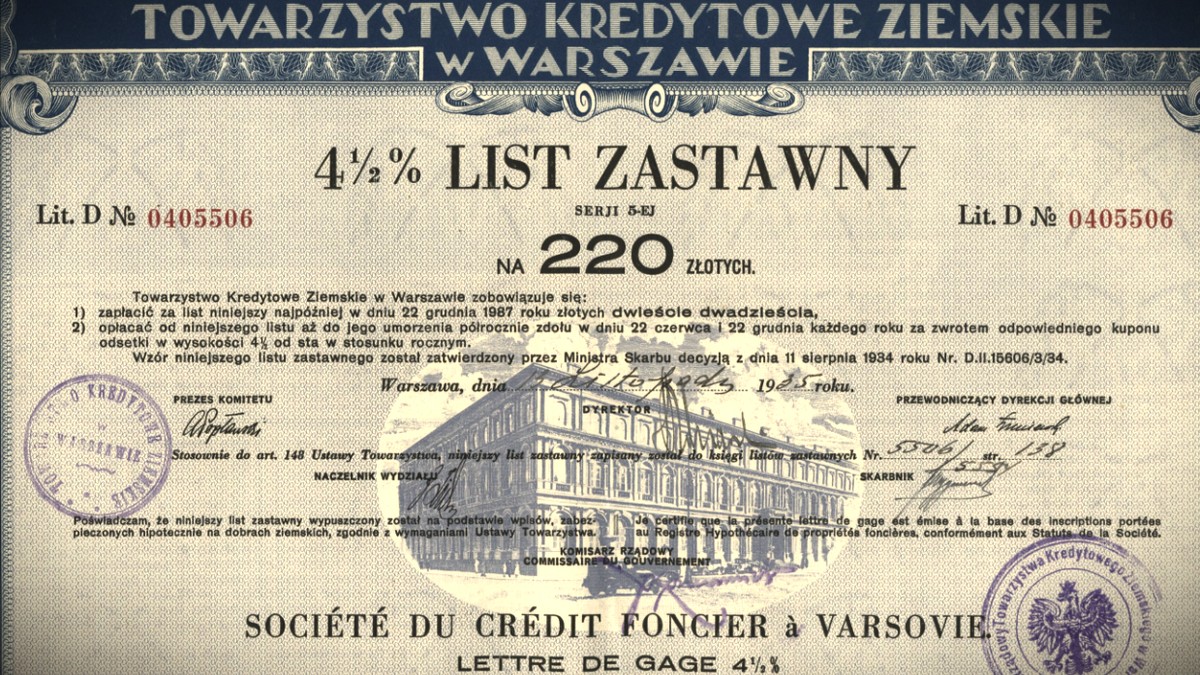 TOWARZYSTWO KREDYTOWE ZIEMSKIE
W WARSZAWIE
4½% LIST ZASTAWNY
SERJI 5-EJ
Lit. D № 0405506
Lit. D № 0405506
NA 220 ZŁOTYCH.
Towarzystwo Kredytowe Ziemskie w Warszawie zobowiązuje się:
1) zapłacić za list niniejszy najpóźniej w dniu 22 grudnia 1987 roku złotych dwieście dwadzieścia,
2) opłacać od niniejszego listu aż do jego umorzenia półrocznie zdołu w dniu 22 czerwca i 22 grudnia każdego roku za zwrotem odpowiedniego kuponu
odsetki w wysokości 4½ od sta w stosunku rocznym.
Wzór niniejszego listu zastawnego został zatwierdzony przez Ministra Skarbu decyzją z dnia 11 sierpnia 1934 roku Nr. D.II.15606/3/34.
Warszawa, dnia Listopada 1935 roku.
PREZES KOMITETU
DYREKTOR
PRZEWODNICZĄCY DYREKCJI GŁÓWNEJ
Stosownie do art. 148 Ustawy Towarzystwa, niniejszy list zastawny zapisany został do księgi listów zastawnych Nr. 5506/ str. 138
NACZELNIK WYDZIAŁU
SKARBNIK
Poświadczam, że niniejszy list zastawny wypuszczony został na podstawie wpisów, zabez-
pieczonych hipotecznie na dobrach ziemskich, zgodnie z wymaganiami Ustawy Towarzystwa.
Je certifie que la présente lettre de gage est émise à la base des inscriptions portées
au Registre Hypothécaire de propriétés foncières, conformément aux Statuts de la Société.
KOMISARZ RZĄDOWY
COMMISSAIRE DU GOUVERNEMENT
SOCIÉTÉ DU CRÉDIT FONCIER à VARSOVIE.
LETTRE DE GAGE 4½%
KREDYTOWE ZIEMSKIE
W
WARSZAWIE
Rządowy Towarzystwa Kredytowego Ziemskiego